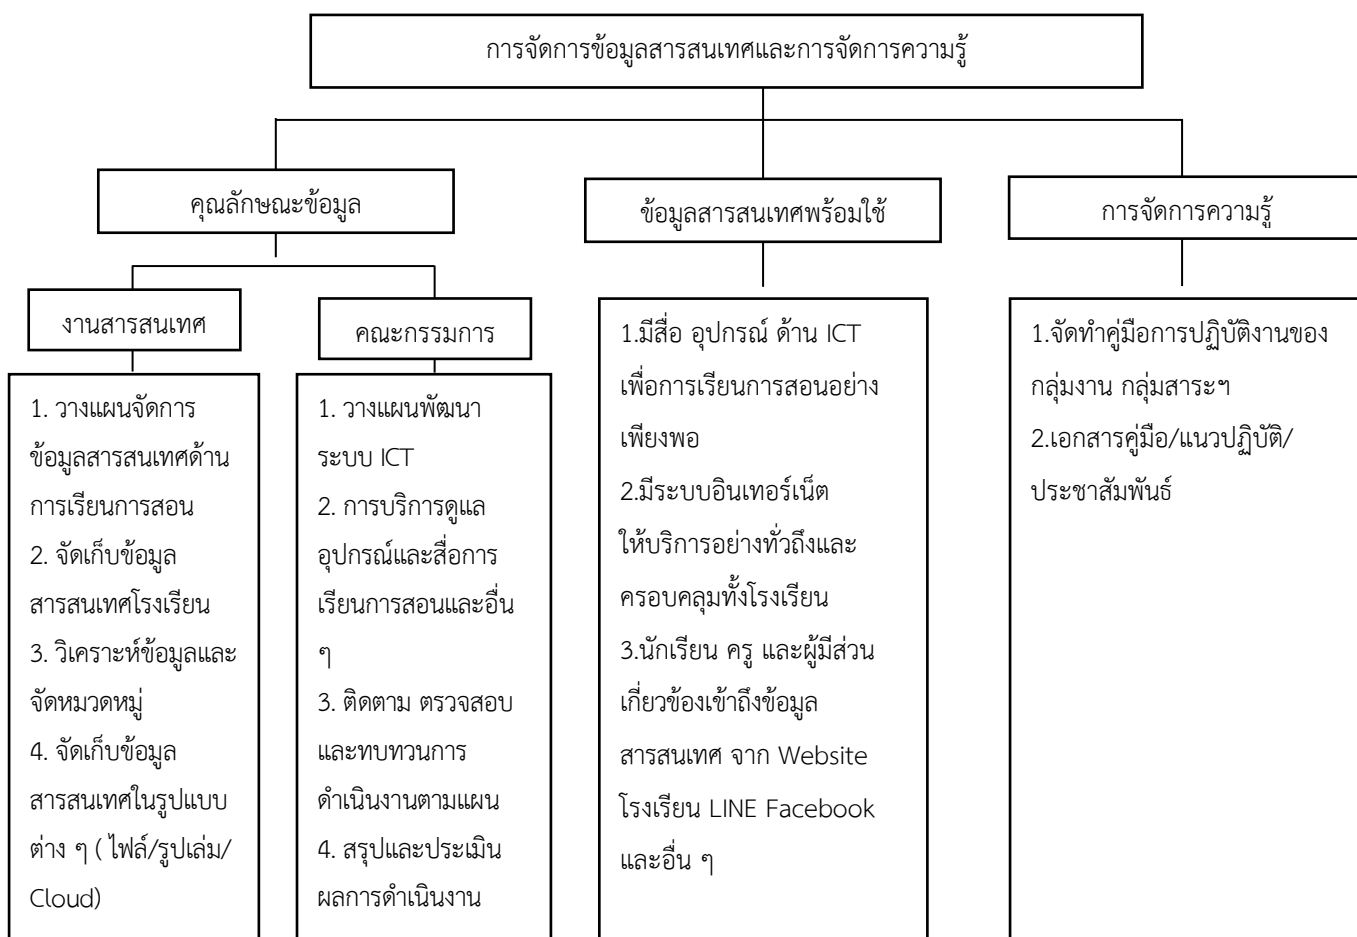 การจัดการข้อมูลสารสนเทศและการจัดการความรู้
คุณลักษณะข้อมูล
ข้อมูลสารสนเทศพร้อมใช้
การจัดการความรู้
งานสารสนเทศ
คณะกรรมการ
1. วางแผนจัดการ
ข้อมูลสารสนเทศด้าน
การเรียนการสอน
2. จัดเก็บข้อมูล
สารสนเทศโรงเรียน
3. วิเคราะห์ข้อมูลและ
จัดหมวดหมู่
4. จัดเก็บข้อมูล
สารสนเทศในรูปแบบ
ต่าง ๆ ( ไฟล์/รูปเล่ม/
Cloud)
1. วางแผนพัฒนา
ระบบ ICT
2. การบริการดูแล
อุปกรณ์และสื่อการ
เรียนการสอนและอื่น
ๆ
3. ติดตาม ตรวจสอบ
และทบทวนการ
ดำเนินงานตามแผน
4. สรุปและประเมิน
ผลการดำเนินงาน
1.มีสื่อ อุปกรณ์ ด้าน ICT
เพื่อการเรียนการสอนอย่าง
เพียงพอ
2.มีระบบอินเทอร์เน็ต
ให้บริการอย่างทั่วถึงและ
ครอบคลุมทั้งโรงเรียน
3.นักเรียน ครู และผู้มีส่วน
เกี่ยวข้องเข้าถึงข้อมูล
สารสนเทศ จาก Website
โรงเรียน LINE Facebook
และอื่น ๆ
1.จัดทำคู่มือการปฏิบัติงานของ
กลุ่มงาน กลุ่มสาระฯ
2.เอกสารคู่มือ/แนวปฏิบัติ/
ประชาสัมพันธ์